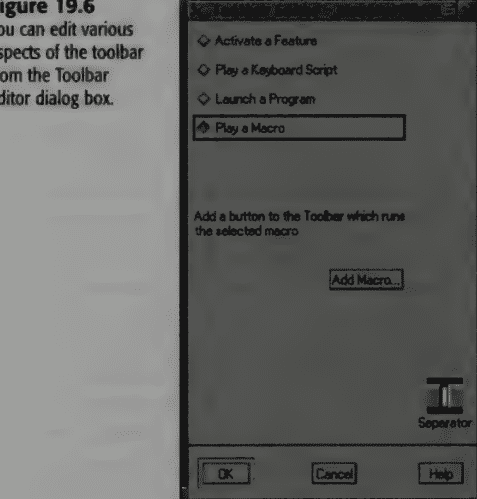 igure 19.6
ou can edit various
spects of the toolbar
om the Toolbar
ditor dialog box.
Activate a Feature
Play a Keyboard Script
Launch a Program
Play a Macro
Add a button to the Toolbar which runs
the selected macro
Add Macro...
Separator
OK
Cancel
Help